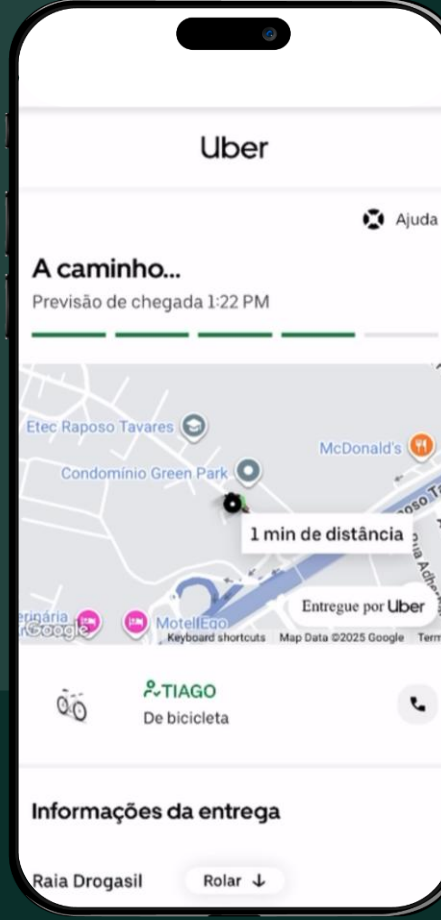 Uber
Ajuda
A caminho...
Previsão de chegada 1:22 PM
Etec Raposo Tavares
McDonald's
Condomínio Green Park
1 min de distância
Entregue por Uber
MotellEgo
Google
Keyboard shortcuts
Map Data ©2025 Google
TIAGO
De bicicleta
Informações da entrega
Raia Drogasil
Rolar ↓